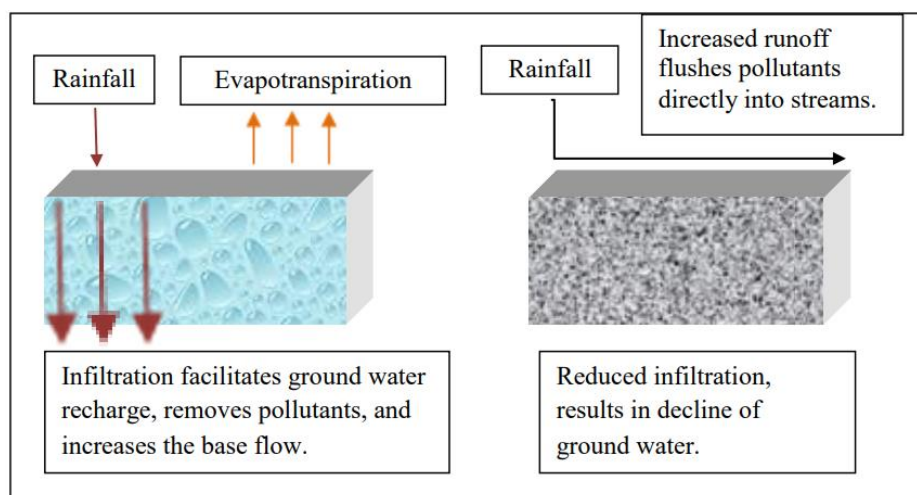 Rainfall
Evapotranspiration
Infiltration facilitates ground water
recharge, removes pollutants, and
increases the base flow.
Rainfall
Increased runoff
flushes pollutants
directly into streams.
Reduced infiltration,
results in decline of
ground water.